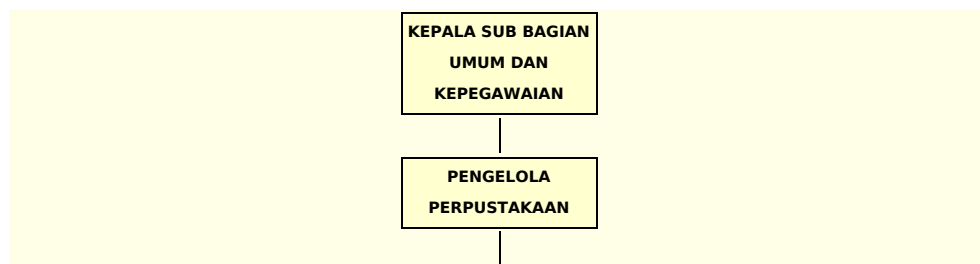 KEPALA SUB BAGIAN
UMUM DAN
KEPEGAWAIAN
PENGELOLA
PERPUSTAKAAN